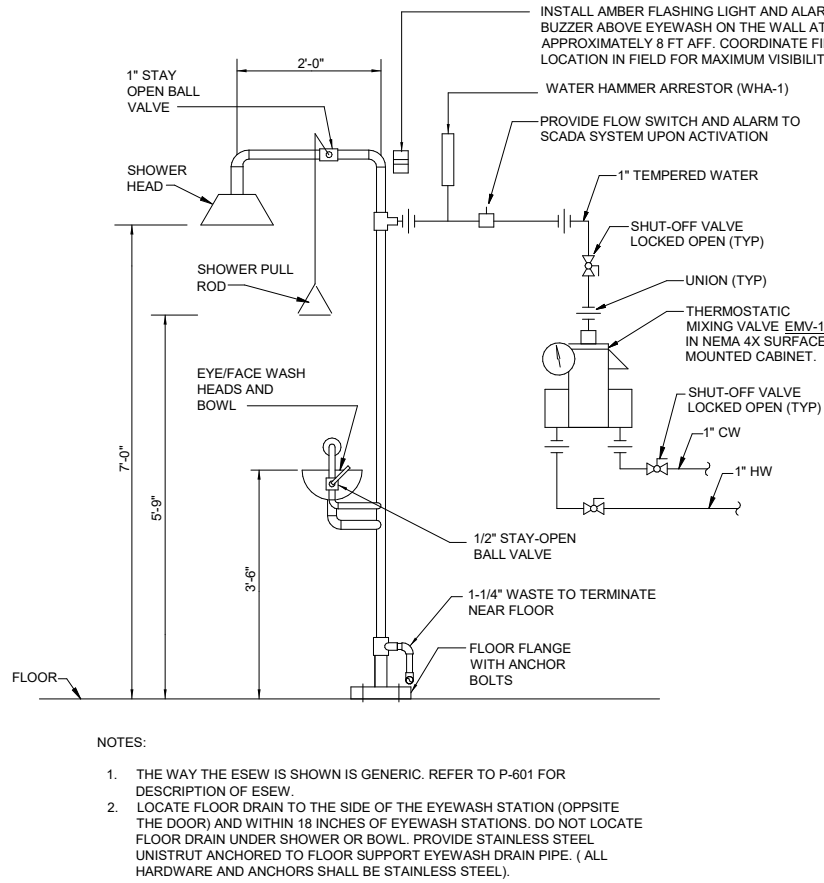 INSTALL AMBER FLASHING LIGHT AND
BUZZER ABOVE EYEWASH ON THE WALL AT
APPROXIMATELY 8 FT AFF. COORDINATE
LOCATION IN FIELD FOR MAXIMUM
2'-0"
1" STAY
OPEN BALL
VALVE
WATER HAMMER ARRESTOR (WHA-1)
PROVIDE FLOW SWITCH AND ALARM TO
SCADA SYSTEM UPON ACTIVATION
SHOWER
HEAD
1" TEMPERED WATER
SHUT-OFF VALVE
LOCKED OPEN (TYP)
SHOWER PULL
ROD
UNION (TYP)
THERMOSTATIC
MIXING VALVE EMV-1
IN NEMA 4X SURFACE
MOUNTED CABINET.
EYE/FACE WASH
HEADS AND
BOWL
SHUT-OFF VALVE
LOCKED OPEN (TYP)
1" CW
1" HW
7'-0"
5'-9"
3'-6"
1/2" STAY-OPEN
BALL VALVE
1-1/4" WASTE TO TERMINATE
NEAR FLOOR
FLOOR FLANGE
WITH ANCHOR
BOLTS
FLOOR
NOTES:
1. THE WAY THE ESEW IS SHOWN IS GENERIC. REFER TO P-601 FOR
DESCRIPTION OF ESEW.
2. LOCATE FLOOR DRAIN TO THE SIDE OF THE EYEWASH STATION (OPPSITE
THE DOOR) AND WITHIN 18 INCHES OF EYEWASH STATIONS. DO NOT LOCATE
FLOOR DRAIN UNDER SHOWER OR BOWL. PROVIDE STAINLESS STEEL
UNISTRUT ANCHORED TO FLOOR SUPPORT EYEWASH DRAIN PIPE. ( ALL
HARDWARE AND ANCHORS SHALL BE STAINLESS STEEL).